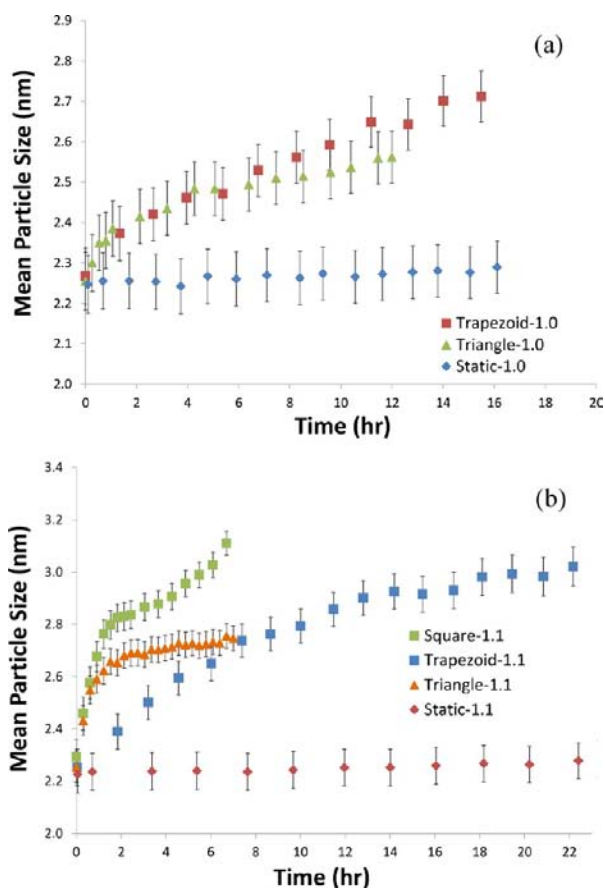 (a)
Mean Particle Size (nm)
2.9
2.8
2.7
2.6
2.5
2.4
2.3
2.2
2.1
2.0
Trapezoid-1.0
Triangle-1.0
Static-1.0
0 2 4 6 8 10 12 14 16 18 20
Time (hr)
(b)
Mean Particle Size (nm)
3.4
3.2
3.0
2.8
2.6
2.4
2.2
2.0
Square-1.1
Trapezoid-1.1
Triangle-1.1
Static-1.1
0 2 4 6 8 10 12 14 16 18 20 22
Time (hr)